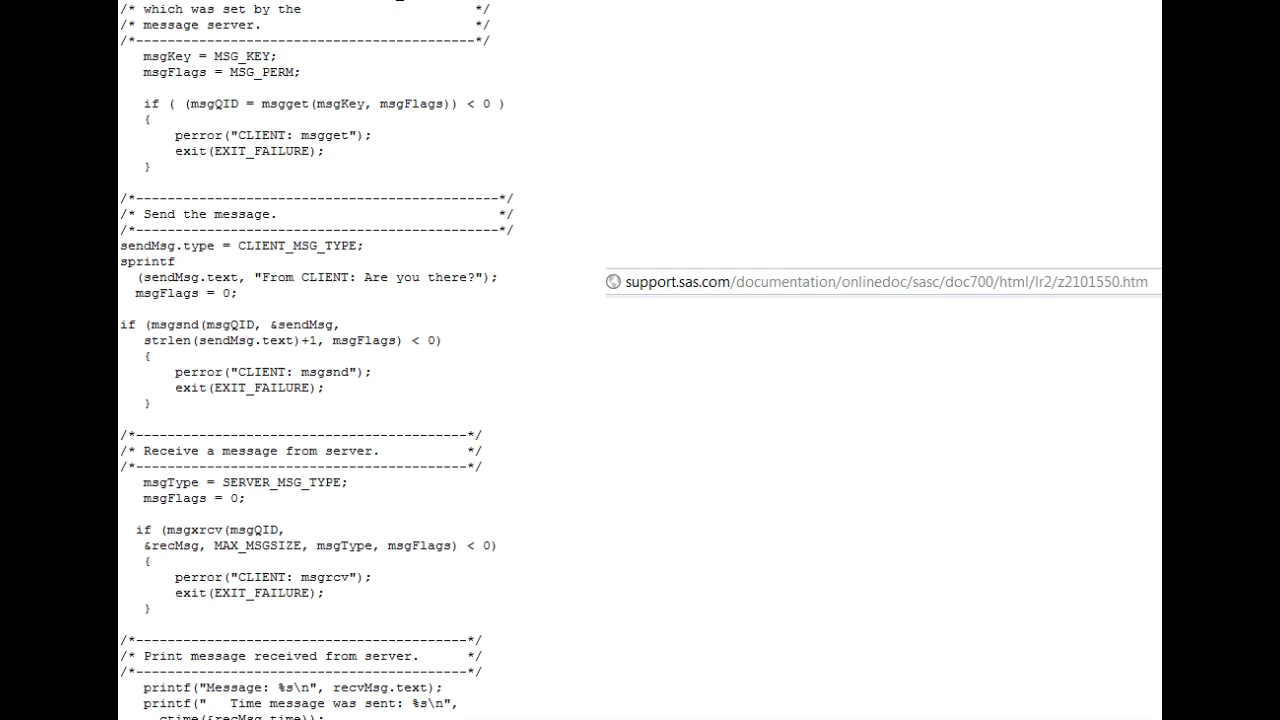 /* which was set by the */
/* message server. */
/*-------------------------------------------*/
msgKey = MSG_KEY;
msgFlags = MSG_PERM;
if ( (msgQID = msgget(msgKey, msgFlags)) < 0 )
{
perror("CLIENT: msgget");
exit(EXIT_FAILURE);
}
/*----------------------------------------------*/
/* Send the message. */
/*----------------------------------------------*/
sendMsg.type = CLIENT_MSG_TYPE;
sprintf
(sendMsg.text, "From CLIENT: Are you there?");
msgFlags = 0;
if (msgsnd(msgQID, &sendMsg,
strlen(sendMsg.text)+1, msgFlags) < 0)
{
perror("CLIENT: msgsnd");
exit(EXIT_FAILURE);
}
/*------------------------------------------*/
/* Receive a message from server. */
/*------------------------------------------*/
msgType = SERVER_MSG_TYPE;
msgFlags = 0;
if (msgxrcv(msgQID,
&recMsg, MAX_MSGSIZE, msgType, msgFlags) < 0)
{
perror("CLIENT: msgrcv");
exit(EXIT_FAILURE);
}
/*------------------------------------------*/
/* Print message received from server. */
/*------------------------------------------*/
printf("Message: %s\n", recvMsg.text);
printf("   Time message was sent: %s\n",
ctime(&recMsg.time));
support.sas.com/documentation/onlinedoc/sasc/doc700/html/lr2/z2101550.htm